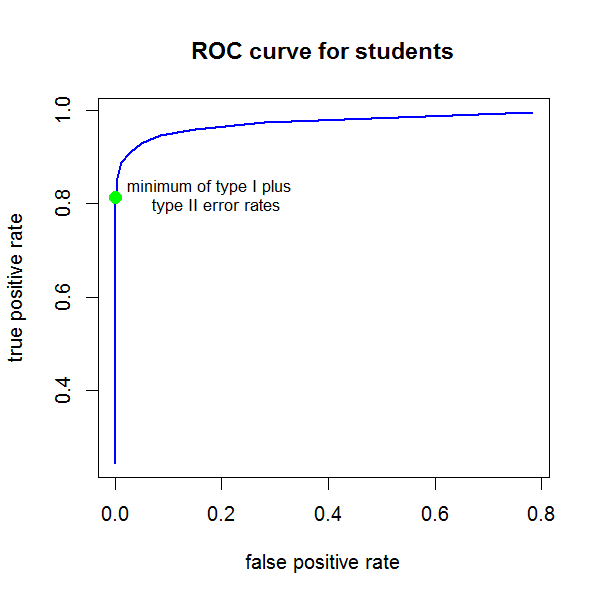 ROC curve for students
1.0
0.8
0.6
0.4
true positive rate
minimum of type I plus
type II error rates
0.0 0.2 0.4 0.6 0.8
false positive rate